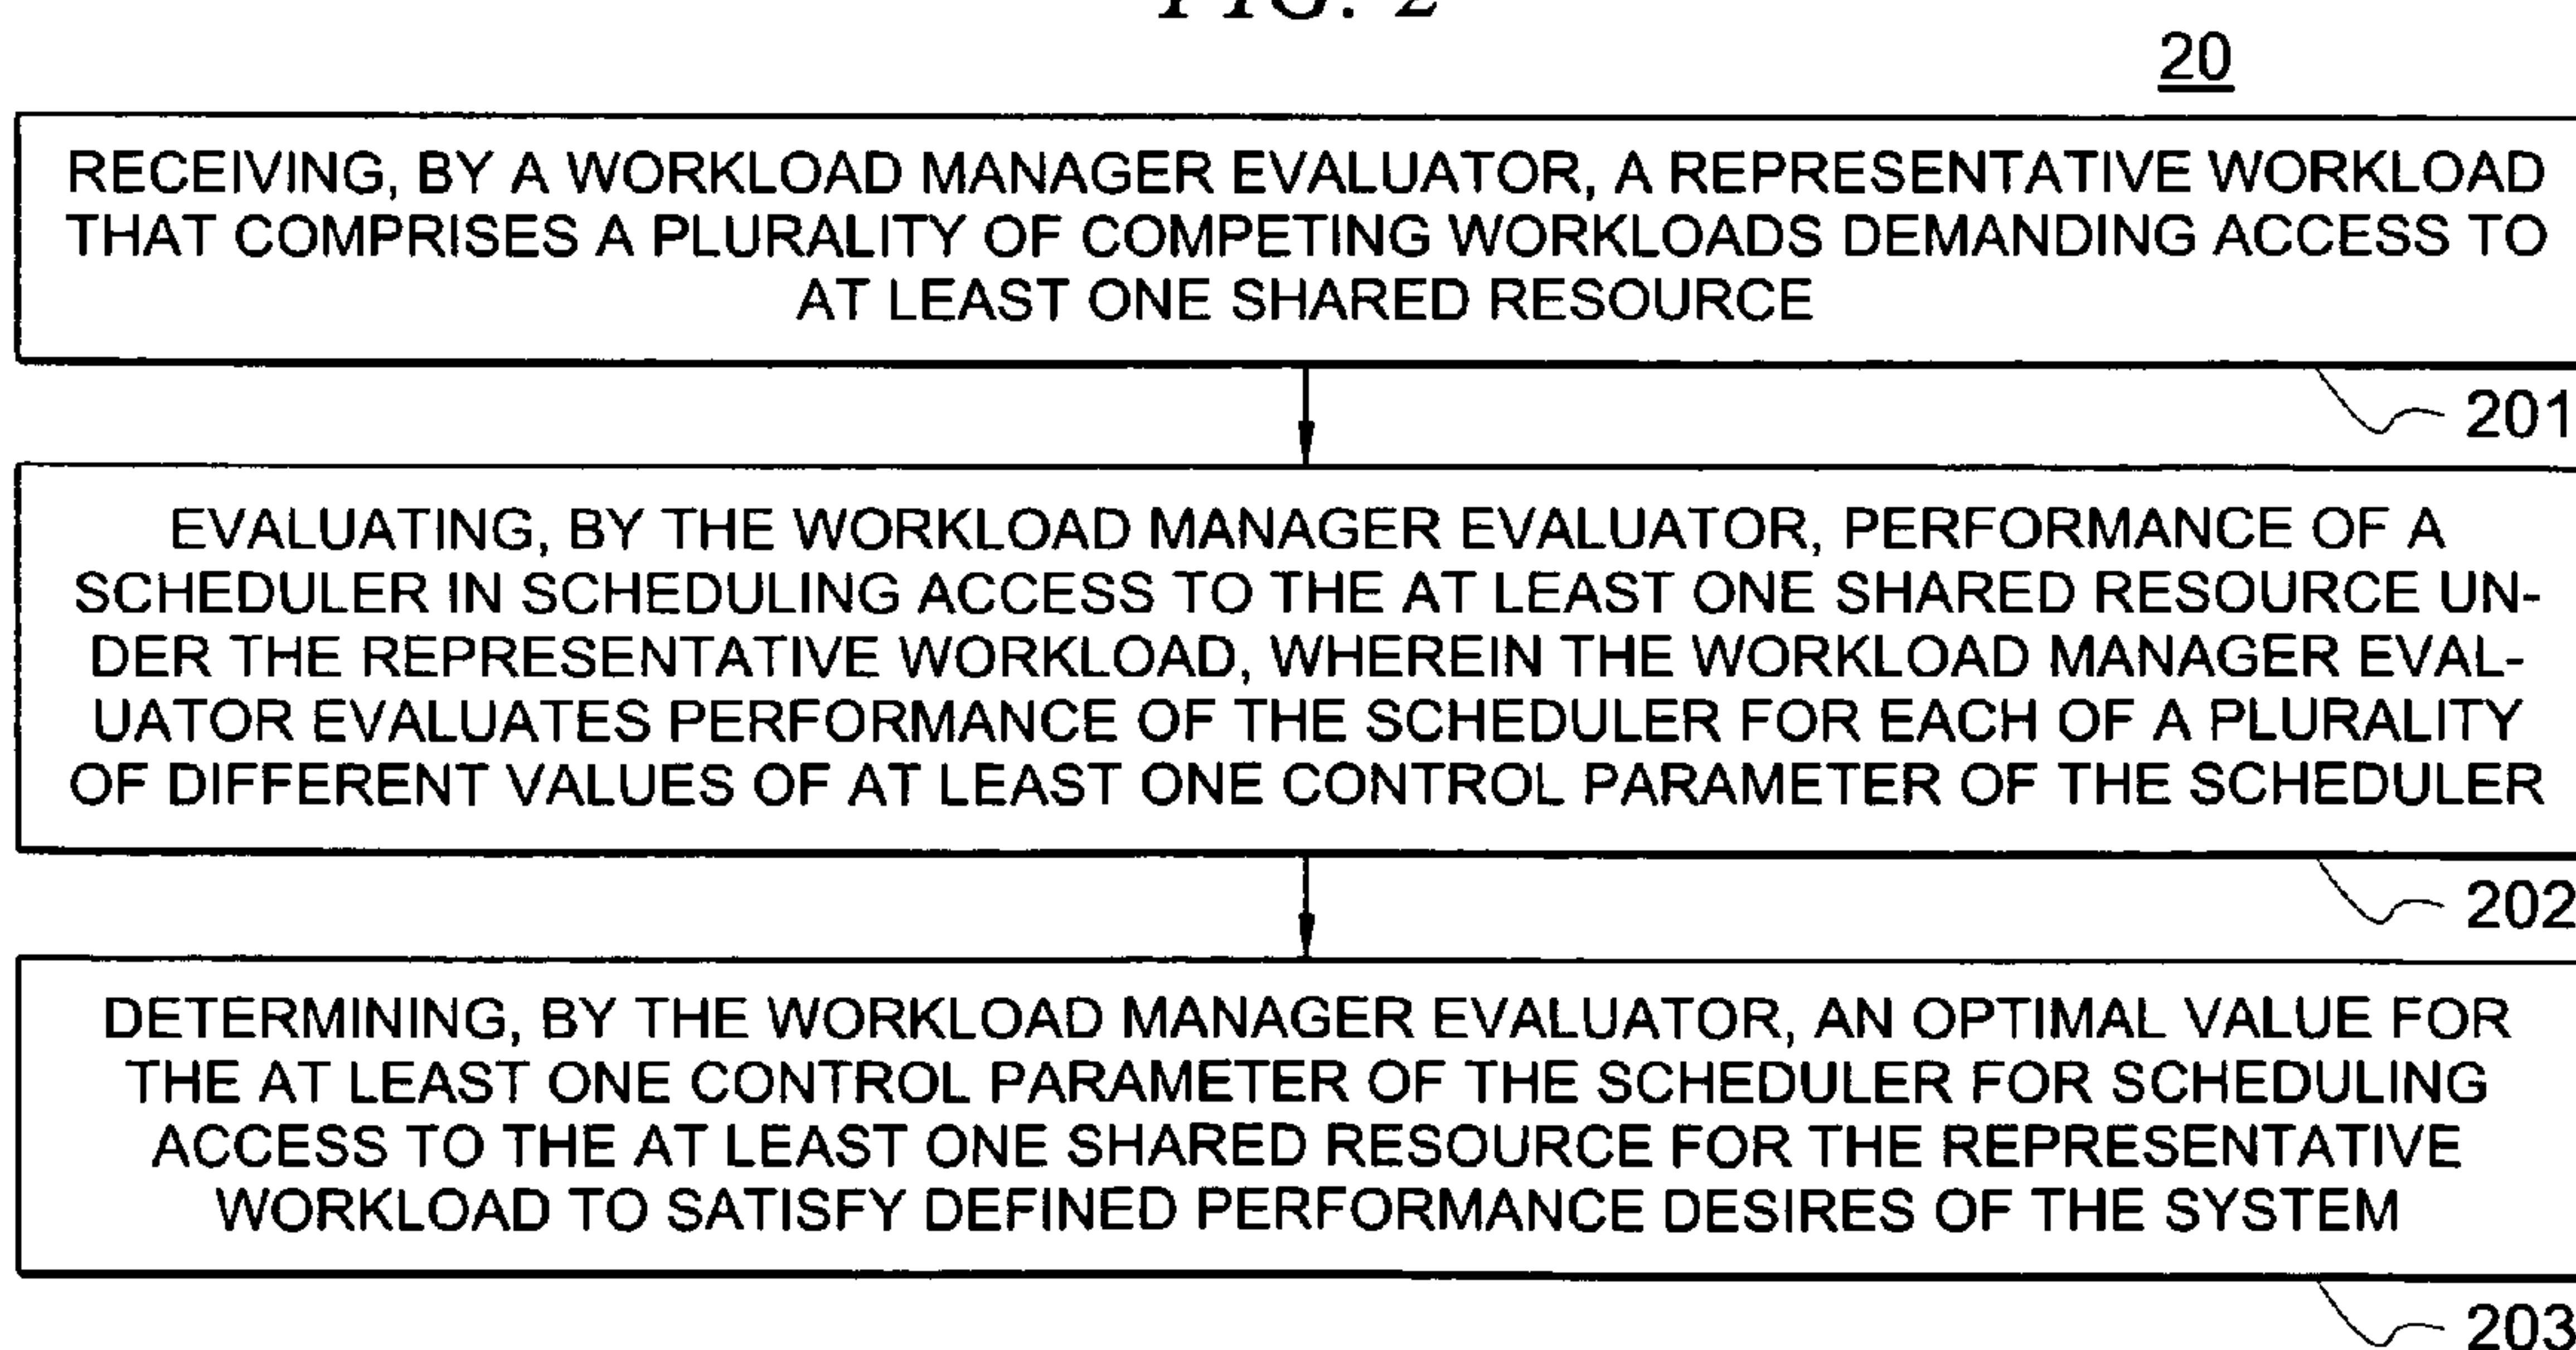 FIG. 2
20
RECEIVING, BY A WORKLOAD MANAGER EVALUATOR, A REPRESENTATIVE WORKLOAD
THAT COMPRISES A PLURALITY OF COMPETING WORKLOADS DEMANDING ACCESS TO
AT LEAST ONE SHARED RESOURCE
201
EVALUATING, BY THE WORKLOAD MANAGER EVALUATOR, PERFORMANCE OF A
SCHEDULER IN SCHEDULING ACCESS TO THE AT LEAST ONE SHARED RESOURCE UN-
DER THE REPRESENTATIVE WORKLOAD, WHEREIN THE WORKLOAD MANAGER EVAL-
UATOR EVALUATES PERFORMANCE OF THE SCHEDULER FOR EACH OF A PLURALITY
OF DIFFERENT VALUES OF AT LEAST ONE CONTROL PARAMETER OF THE SCHEDULER
202
DETERMINING, BY THE WORKLOAD MANAGER EVALUATOR, AN OPTIMAL VALUE FOR
THE AT LEAST ONE CONTROL PARAMETER OF THE SCHEDULER FOR SCHEDULING
ACCESS TO THE AT LEAST ONE SHARED RESOURCE FOR THE REPRESENTATIVE
WORKLOAD TO SATISFY DEFINED PERFORMANCE DESIRES OF THE SYSTEM
203